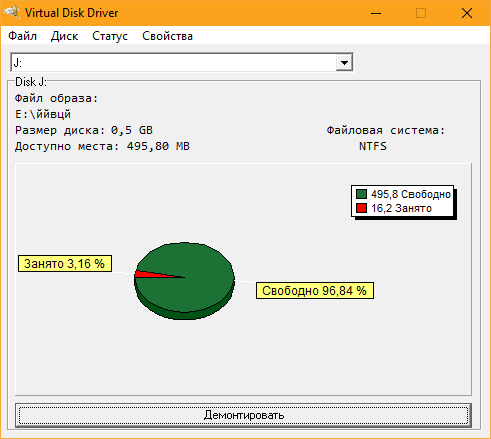 Virtual Disk Driver
Файл Диск Статус Свойства
J:
Disk J:
Файл образа:
E:\ййвцй
Размер диска: 0,5 GB Файловая система:
Доступно места: 495,80 MB NTFS
495,8 Свободно
16,2 Занято
Занято 3,16 %
Свободно 96,84 %
Демонтировать